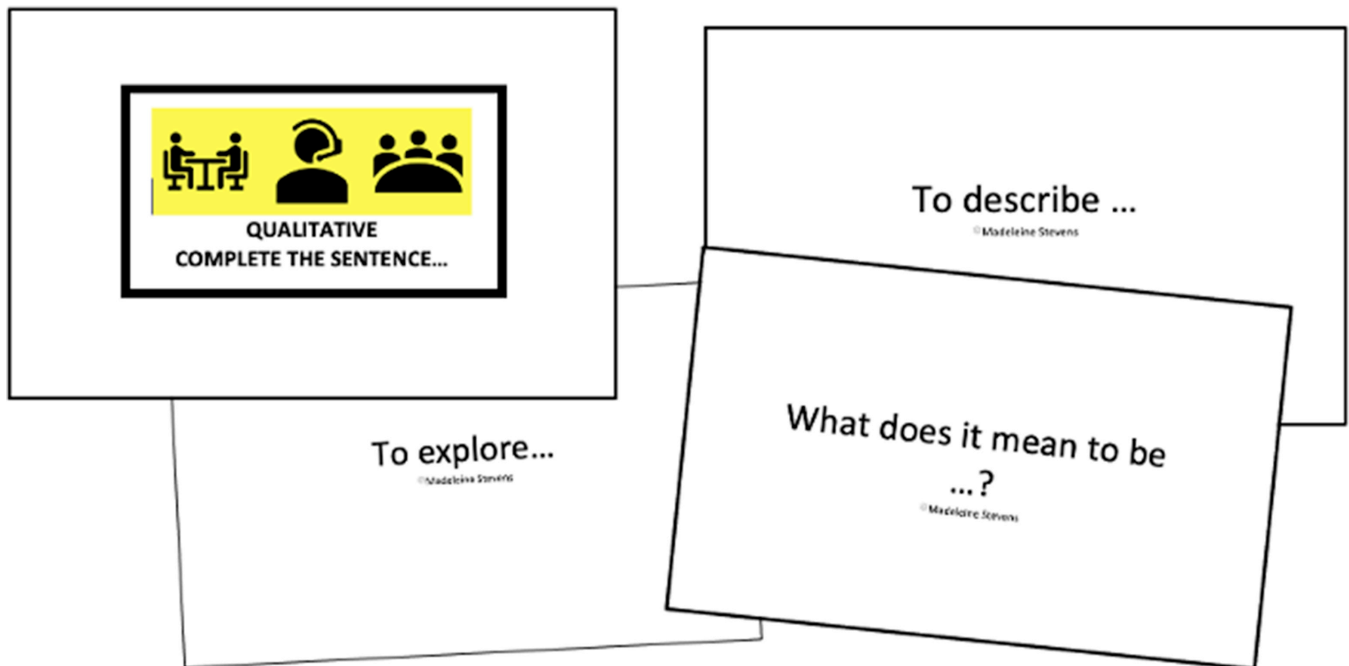 QUALITATIVE
COMPLETE THE SENTENCE...
To describe ...
©Madeleine Stevens
To explore...
©Madeleine Stevens
What does it mean to be
...?
©Madeleine Stevens